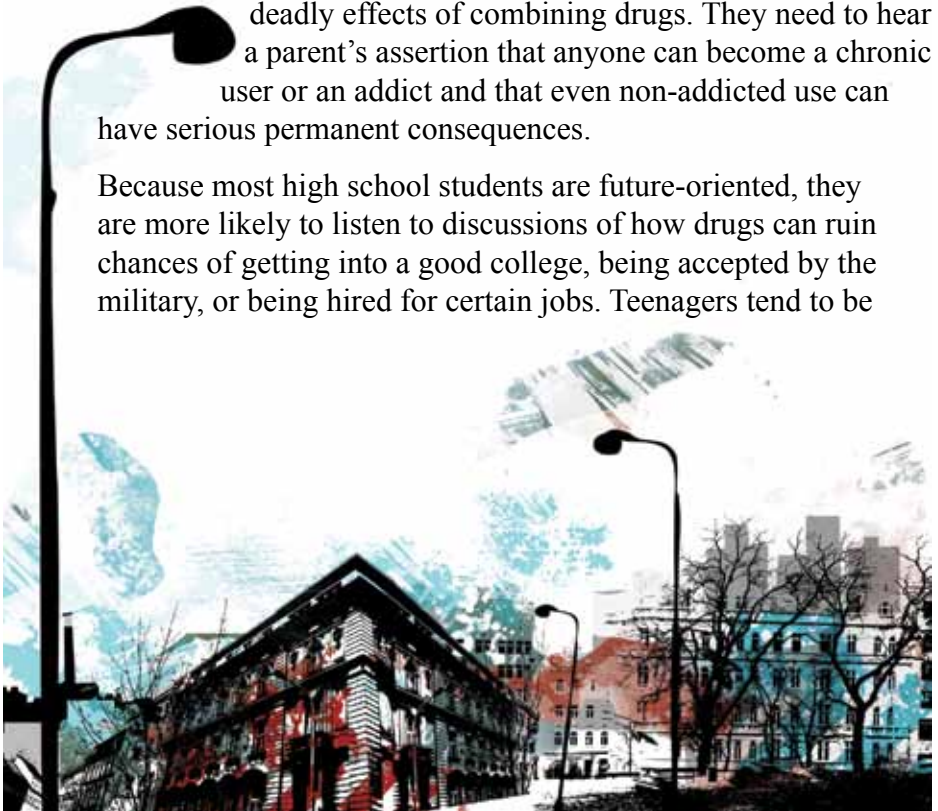 deadly effects of combining drugs. They need to hear
a parent’s assertion that anyone can become a chronic
user or an addict and that even non-addicted use can
have serious permanent consequences.
Because most high school students are future-oriented, they
are more likely to listen to discussions of how drugs can ruin
chances of getting into a good college, being accepted by the
military, or being hired for certain jobs. Teenagers tend to be